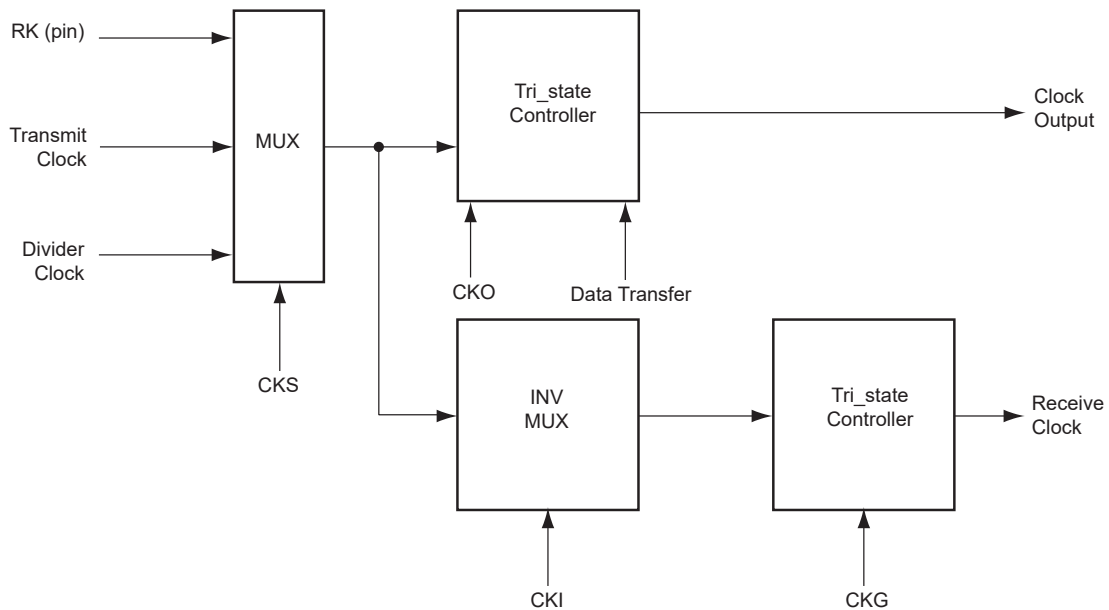 RK (pin)
Transmit
Clock
Divider
Clock
MUX
CKS
Tri_state
Controller
CKO
Data Transfer
Clock
Output
INV
MUX
CKI
Tri_state
Controller
CKG
Receive
Clock